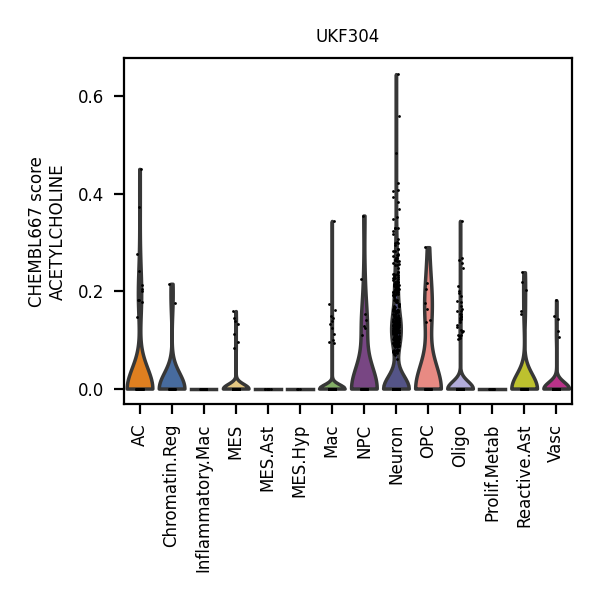 UKF304
CHEMBL667 score
ACETYLCHOLINE
0.6
0.4
0.2
0.0
AC
Chromatin.Reg
Inflammatory.Mac
MES
MES.Ast
MES.Hyp
Mac
NPC
Neuron
OPC
Oligo
Prolif.Metab
Reactive.Ast
Vasc